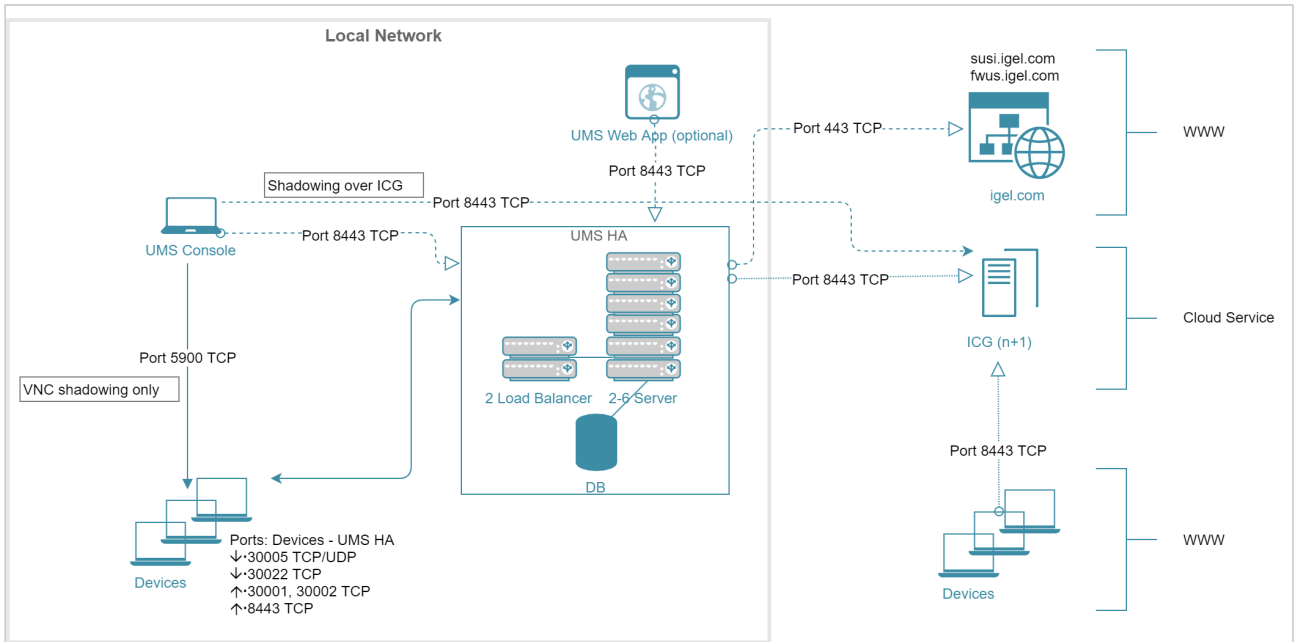 Local Network
susi.igel.com
fwus.igel.com
UMS Web App (optional)
Port 443 TCP
WWW
Port 8443 TCP
Shadowing over ICG
Port 8443 TCP
igel.com
Port 8443 TCP
UMS HA
UMS Console
Port 8443 TCP
Cloud Service
ICG (n+1)
Port 5900 TCP
VNC shadowing only
2 Load Balancer
2-6 Server
Port 8443 TCP
DB
Ports: Devices - UMS HA
↓·30005 TCP/UDP
↓·30022 TCP
↑·30001, 30002 TCP
↑·8443 TCP
Devices
WWW
Devices